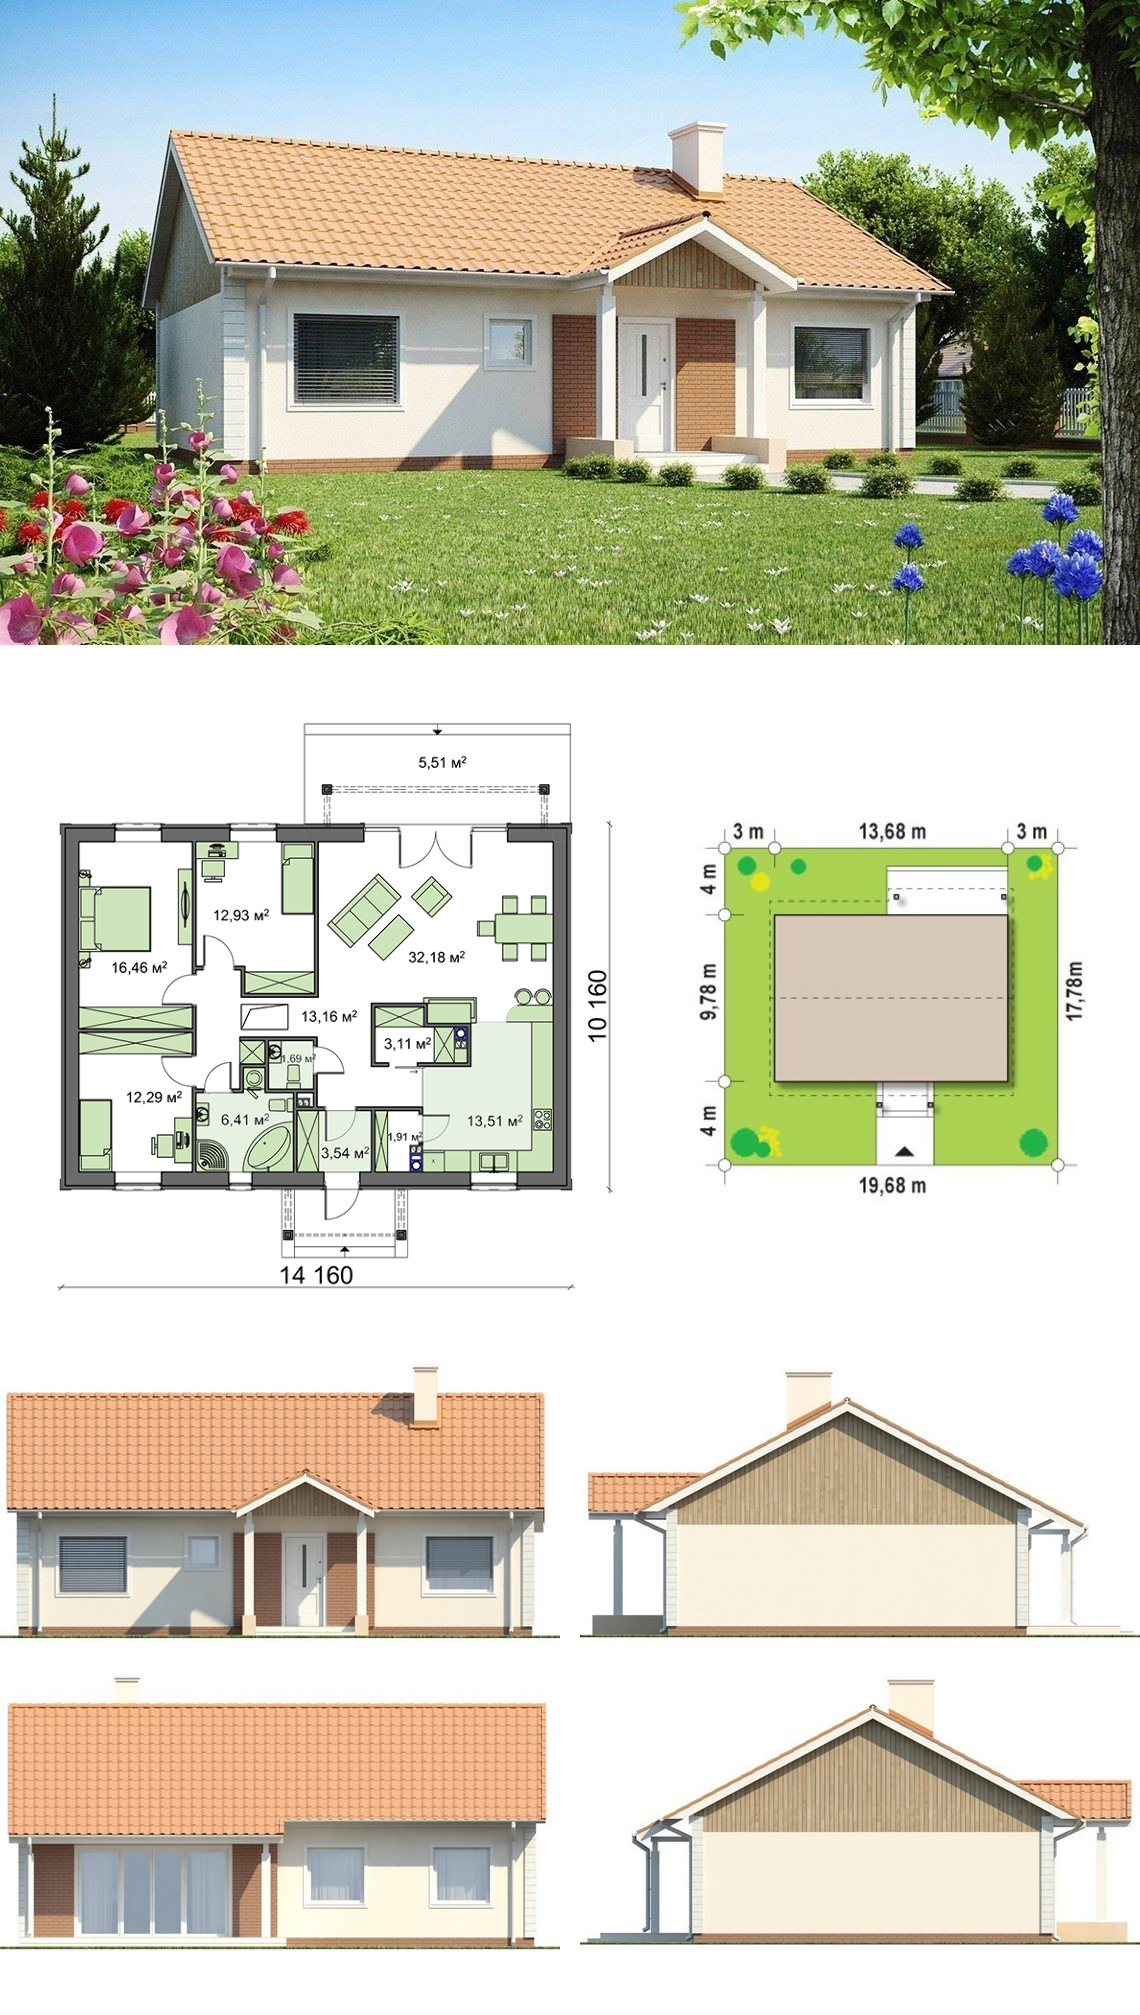 5,51 м²
12,93 м²
16,46 м²
32,18 м²
13,16 м²
3,11 м²
1,69 м²
12,29 м²
6,41 м²
3,54 м²
1,91 м²
13,51 м²
10 160
14 160
3 m 13,68 m 3 m
4 m
9,78 m
17,78m
4 m
19,68 m